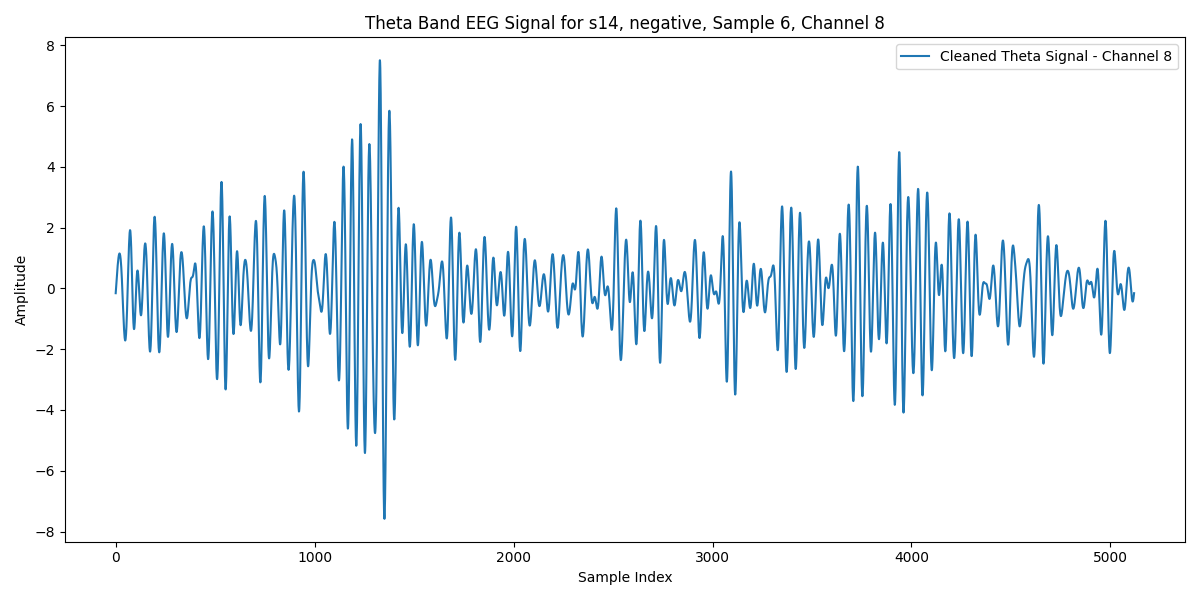 Theta Band EEG Signal for s14, negative, Sample 6, Channel 8
Cleaned Theta Signal - Channel 8
Amplitude
8
6
4
2
0
−2
−4
−6
−8
0 1000 2000 3000 4000 5000
Sample Index